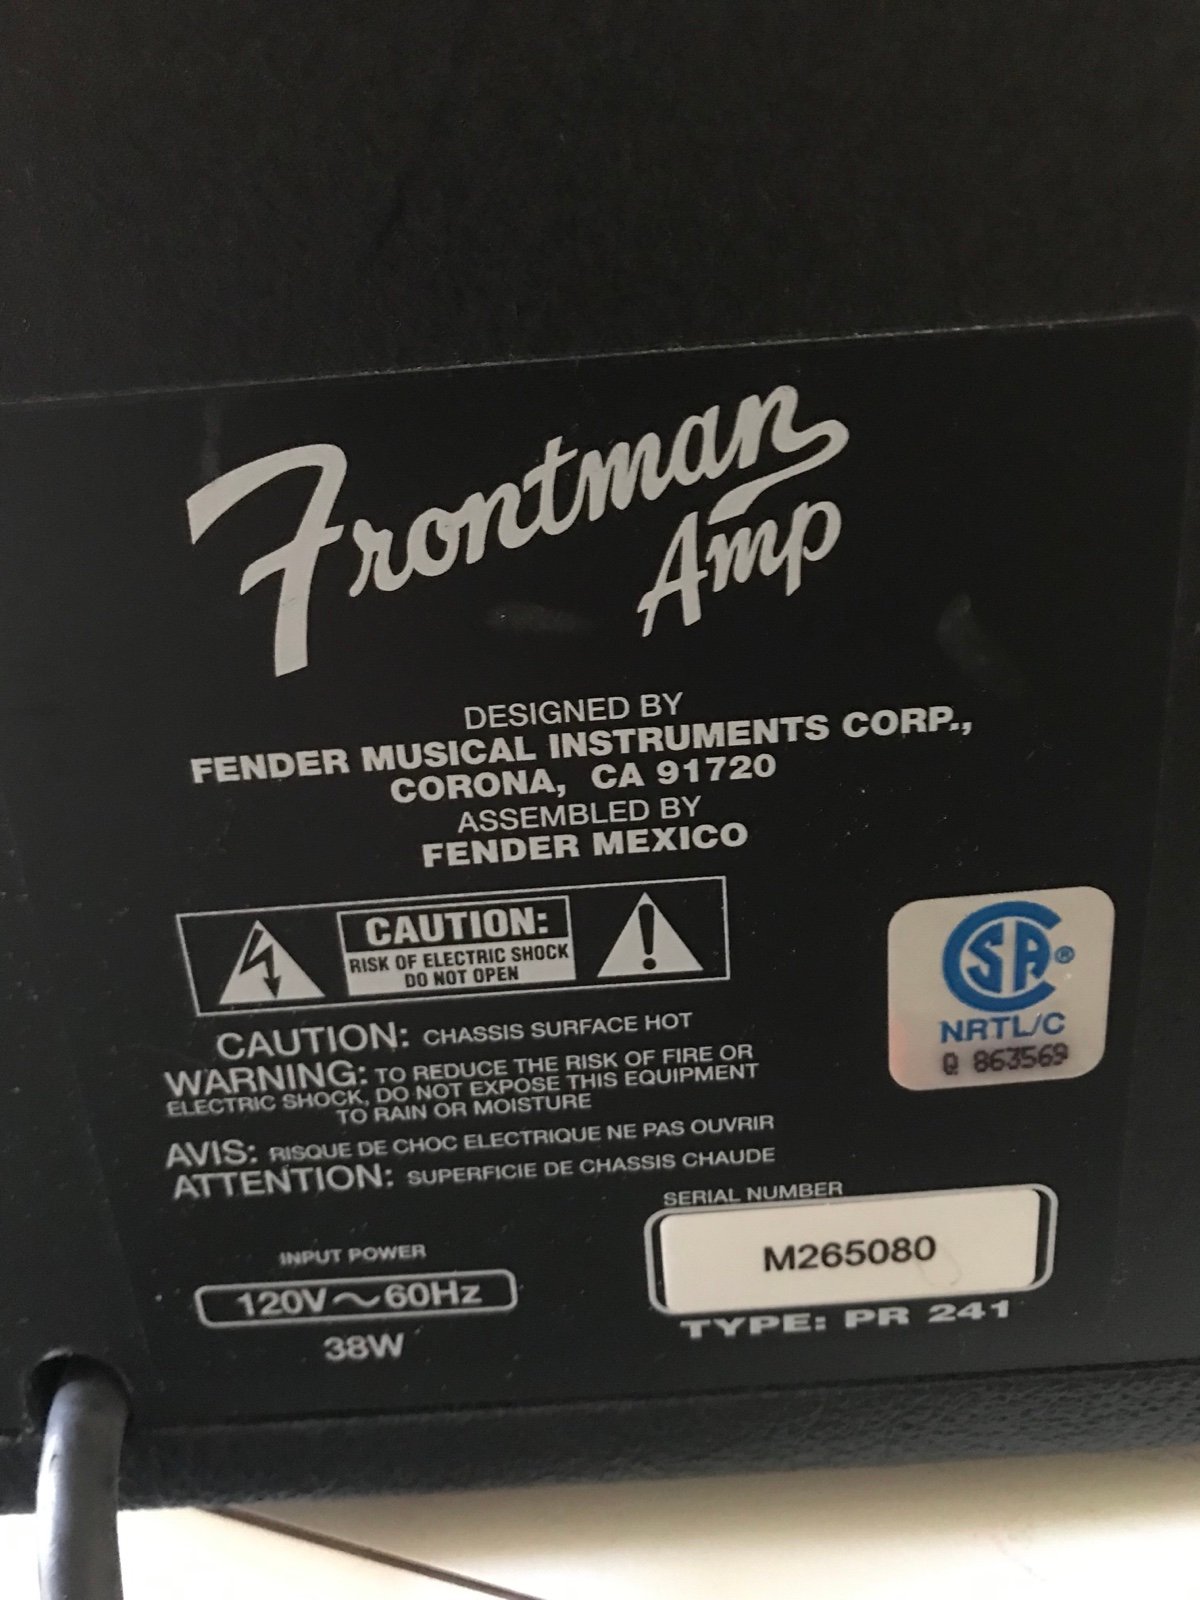 Frontman
Amp
DESIGNED BY
FENDER MUSICAL INSTRUMENTS CORP.,
CORONA, CA 91720
ASSEMBLED BY
FENDER MEXICO
CAUTION:
RISK OF ELECTRIC SHOCK
DO NOT OPEN
CAUTION: CHASSIS SURFACE HOT
WARNING: TO REDUCE THE RISK OF FIRE OR
ELECTRIC SHOCK, DO NOT EXPOSE THIS EQUIPMENT
TO RAIN OR MOISTURE
AVIS: RISQUE DE CHOC ELECTRIQUE NE PAS OUVRIR
ATTENTION: SUPERFICIE DE CHASSIS CHAUDE
SA®
NRTL/C
Q 863569
INPUT POWER
120V~60Hz
38W
SERIAL NUMBER
M265080
TYPE: PR 241